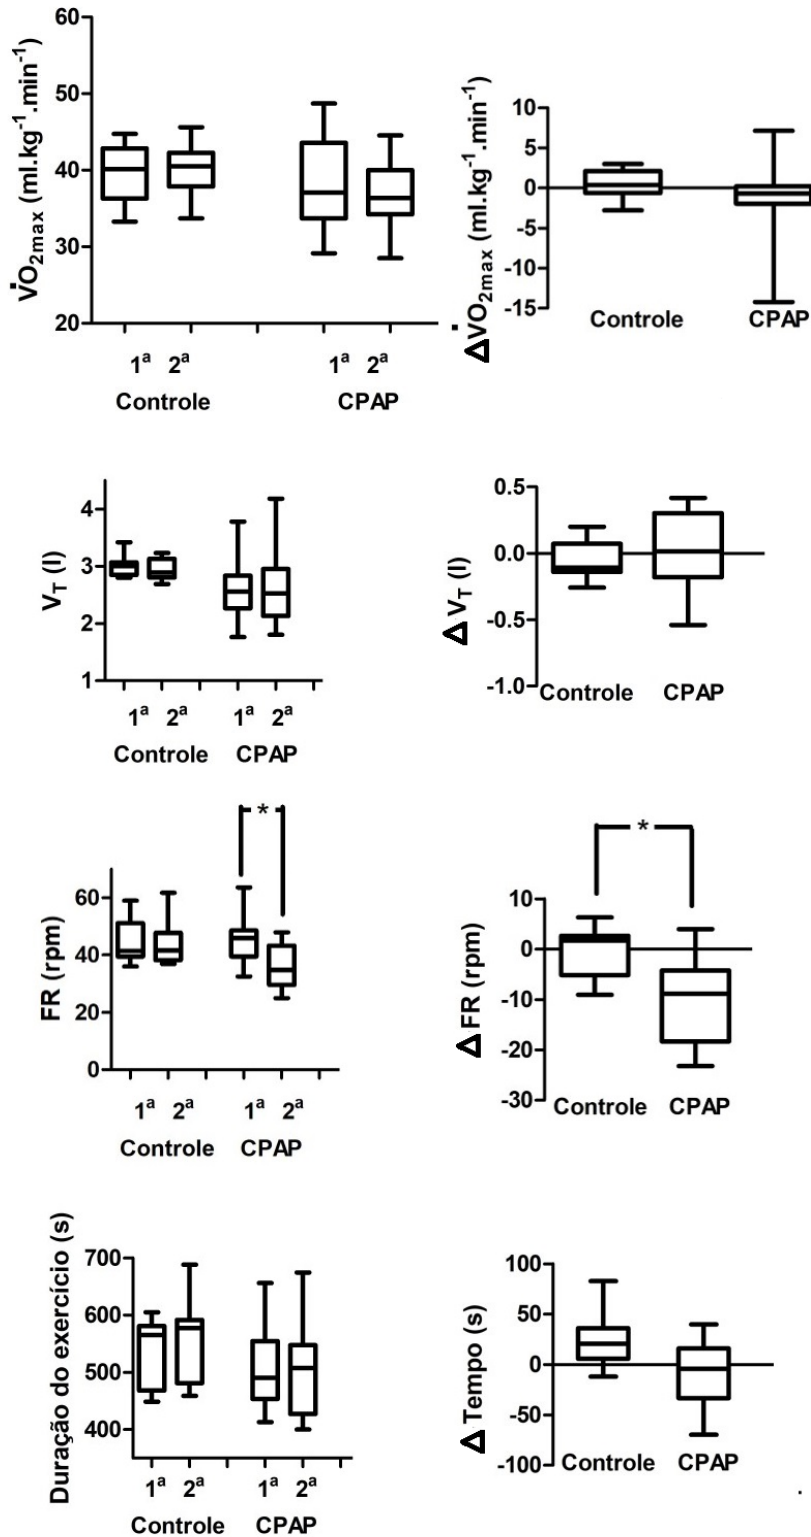 V̇O2max (ml.kg-1.min-1)
60
50
40
30
20
1ª 2ª 1ª 2ª
Controle CPAP
ΔV̇O2max (ml.kg-1.min-1)
10
5
0
-5
-10
-15
Controle CPAP
VT (l)
4
3
2
1
1ª 2ª 1ª 2ª
Controle CPAP
Δ VT (l)
0.5
0.0
-0.5
-1.0
Controle CPAP
FR (rpm)
60
40
20
0
*
1ª 2ª 1ª 2ª
Controle CPAP
Δ FR (rpm)
*
10
0
-10
-20
-30
Controle CPAP
Duração do exercício (s)
700
600
500
400
1ª 2ª 1ª 2ª
Controle CPAP
Δ Tempo (s)
100
50
0
-50
-100
Controle CPAP